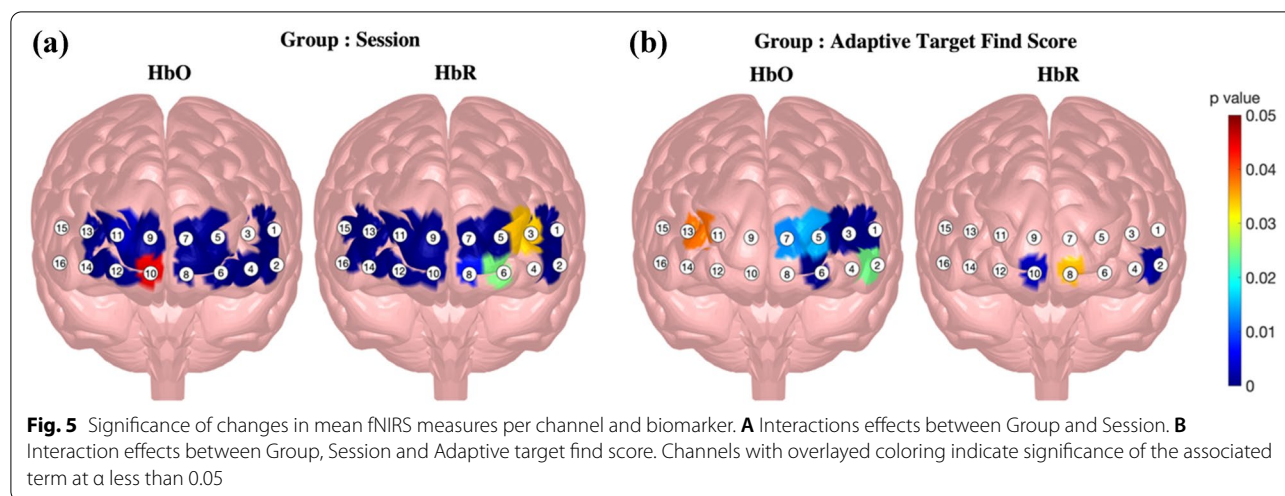 (a)
Group : Session
HbO
HbR
15 13 11 9 7 5 3 1
16 14 12 10 8 6 4 2
15 13 11 9 7 5 3 1
16 14 12 10 8 6 4 2
(b)
Group : Adaptive Target Find Score
HbO
HbR
15 13 11 9 7 5 3 1
16 14 12 10 8 6 4 2
15 13 11 9 7 5 3 1
16 14 12 10 8 6 4 2
p value
0.05
0.04
0.03
0.02
0.01
0
Fig. 5 Significance of changes in mean fNIRS measures per channel and biomarker. A Interactions effects between Group and Session. B
Interaction effects between Group, Session and Adaptive target find score. Channels with overlayed coloring indicate significance of the associated
term at α less than 0.05